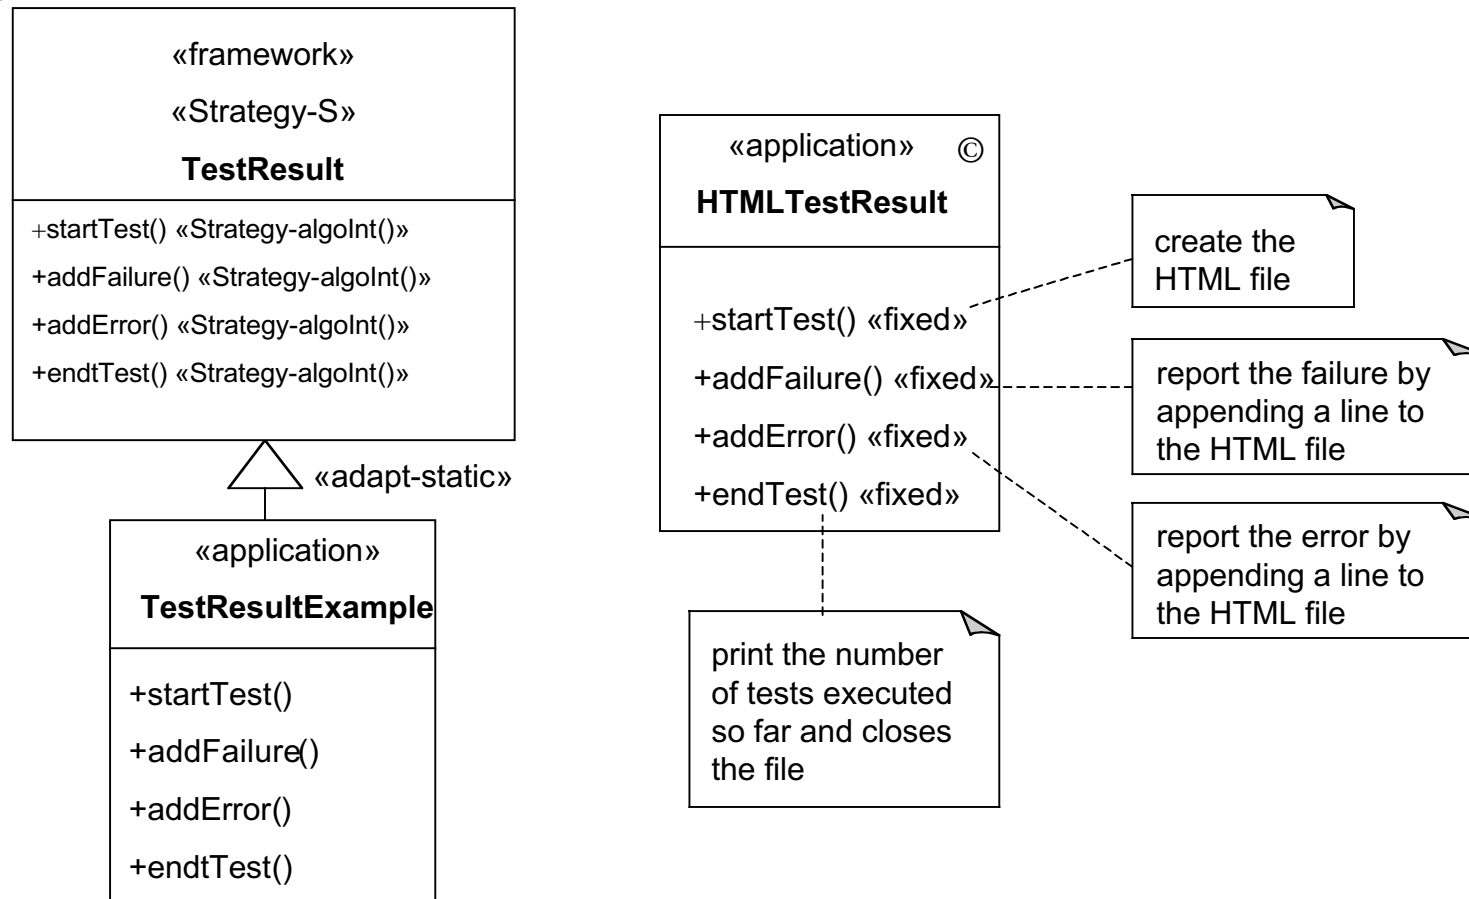 «framework»
«Strategy-S»
TestResult
+startTest() «Strategy-algoInt()»
+addFailure() «Strategy-algoInt()»
+addError() «Strategy-algoInt()»
+endtTest() «Strategy-algoInt()»
«adapt-static»
«application»
TestResultExample
+startTest()
+addFailure()
+addError()
+endtTest()
«application» ©
HTMLTestResult
+startTest() «fixed»
+addFailure() «fixed»
+addError() «fixed»
+endTest() «fixed»
create the
HTML file
report the failure by
appending a line to
the HTML file
report the error by
appending a line to
the HTML file
print the number
of tests executed
so far and closes
the file